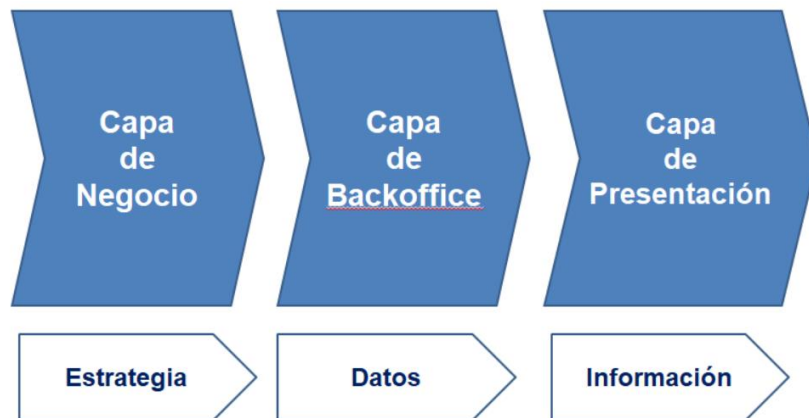 Capa
de
Negocio
Capa
de
Backoffice
Capa
de
Presentación
Estrategia
Datos
Información